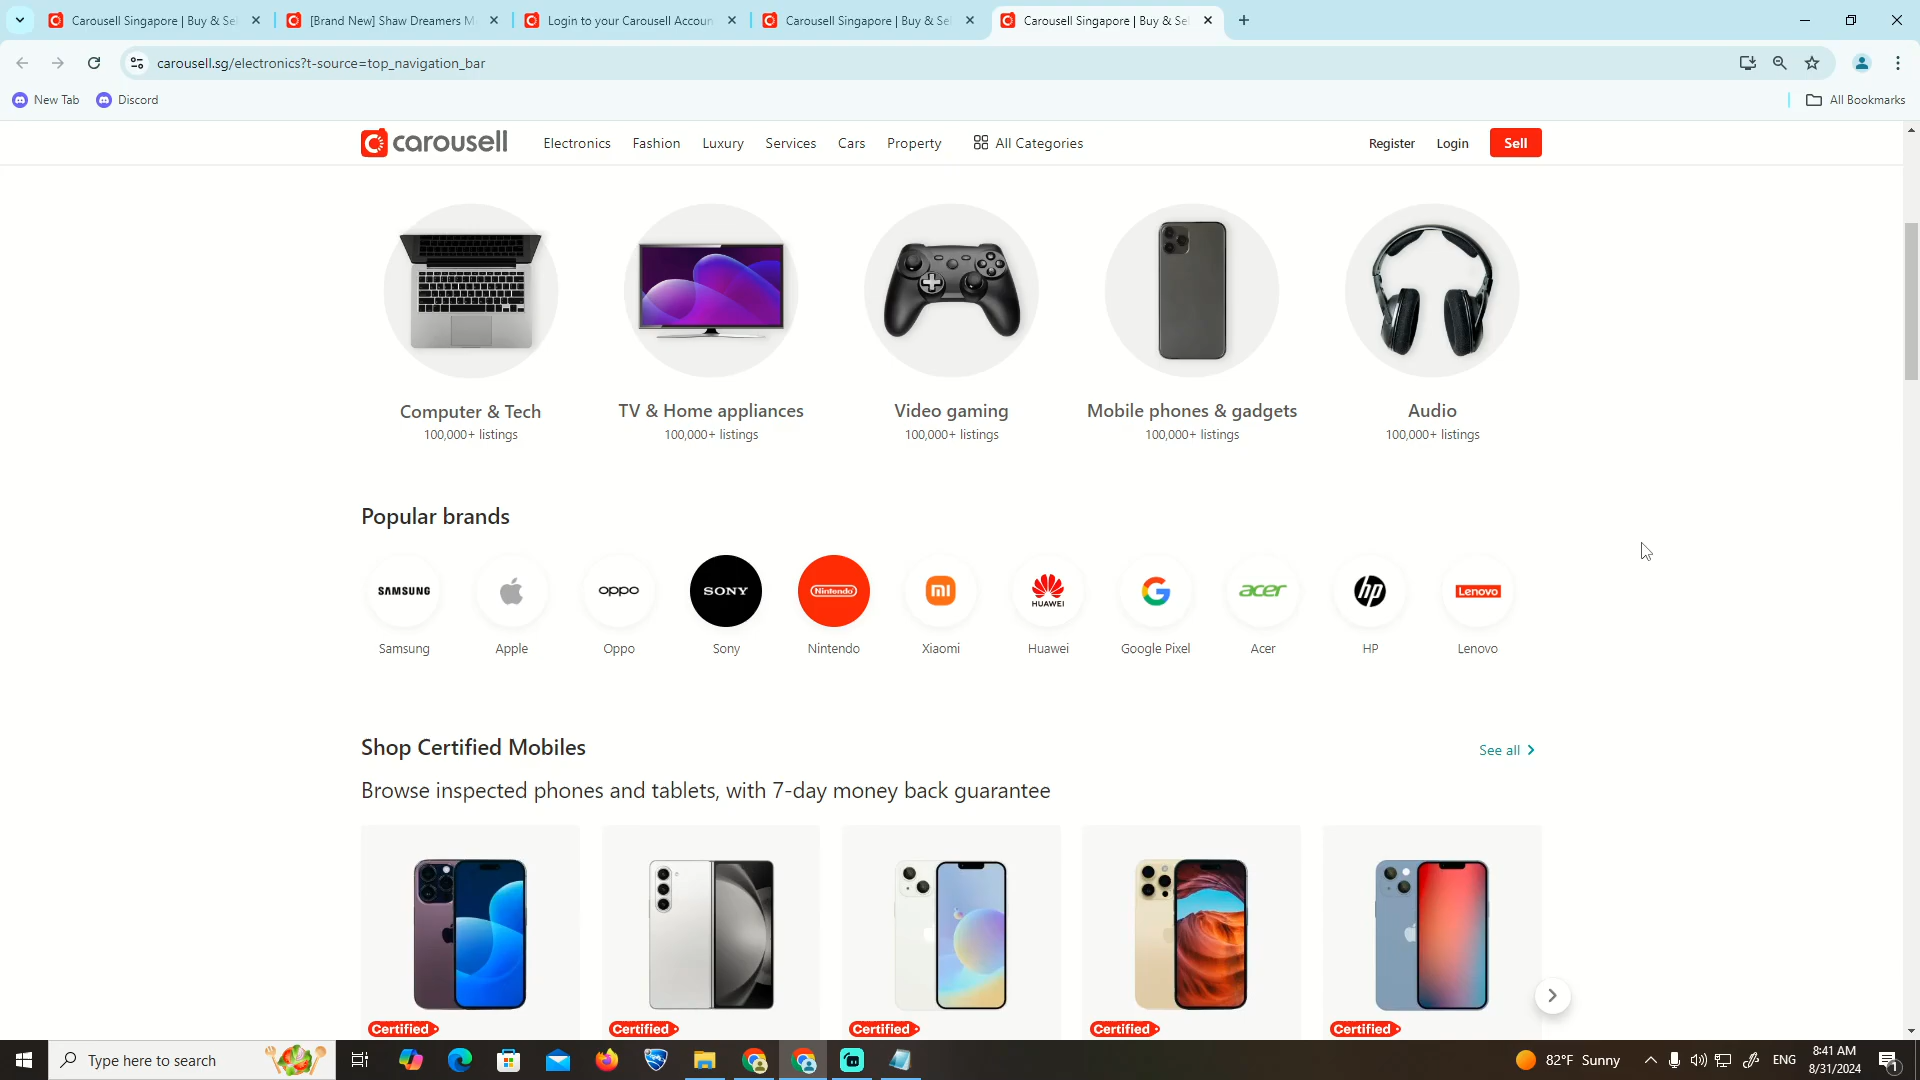 Carousell Singapore | Buy & Se
[Brand New] Shaw Dreamers M
Login to your Carousell Accoun
Carousell Singapore | Buy & Se
Carousell Singapore | Buy & Se
carousell.sg/electronics?t-source=top_navigation_bar
New Tab
Discord
All Bookmarks
carousell
Electronics
Fashion
Luxury
Services
Cars
Property
All Categories
Register
Login
Sell
Computer & Tech
TV & Home appliances
Video gaming
Mobile phones & gadgets
Audio
100,000+ listings
100,000+ listings
100,000+ listings
100,000+ listings
100,000+ listings
Popular brands
SAMSUNG
oppo
SONY
Nintendo
mi
HUAWEI
G
acer
hp
Lenovo
Samsung
Apple
Oppo
Sony
Nintendo
Xiaomi
Huawei
Google Pixel
Acer
HP
Lenovo
Shop Certified Mobiles
See all
Browse inspected phones and tablets, with 7-day money back guarantee
Certified
Certified
Certified
Certified
Certified
Type here to search
82°F Sunny
ENG
8:41 AM
8/31/2024
1